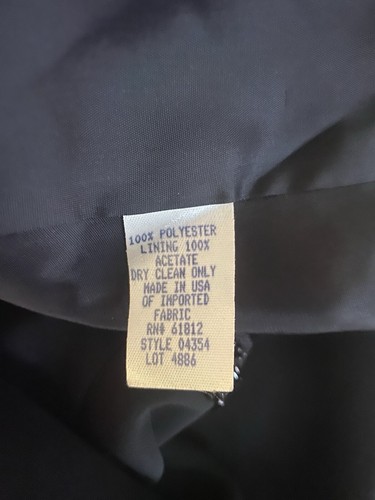 100% POLYESTER
LINING 100%
ACETATE
DRY CLEAN ONLY
MADE IN USA
OF IMPORTED
FABRIC
RN# 61812
STYLE 04354
LOT 4886